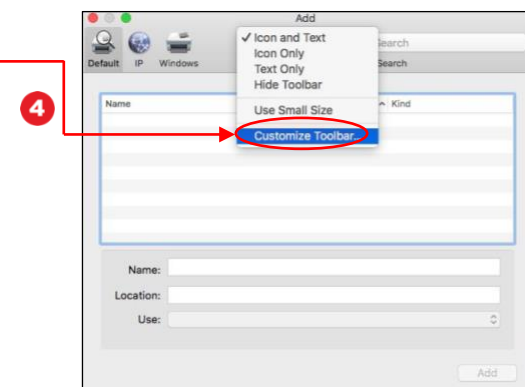 Add
Default IP Windows
Search
Search
✓ Icon and Text
Icon Only
Text Only
Hide Toolbar
Use Small Size
Customize Toolbar...
4
Name Kind
Name:
Location:
Use:
Add